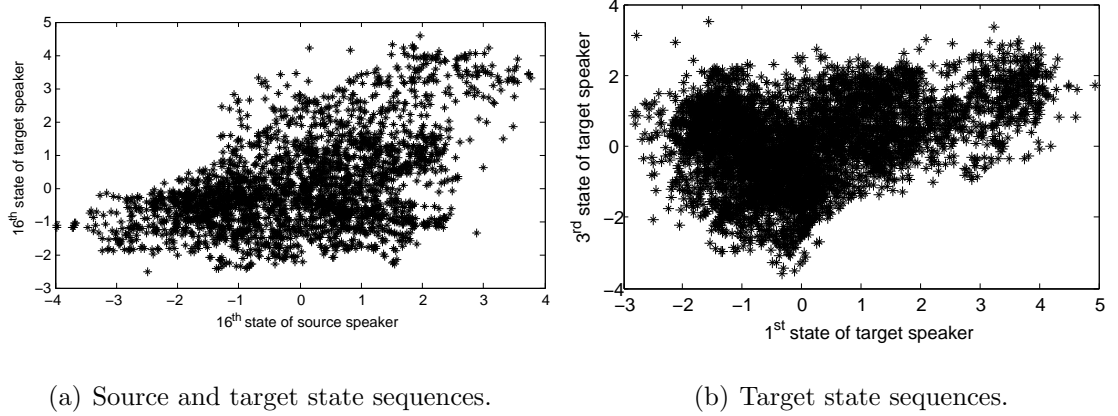 5
4
3
2
1
0
−1
−2
−3
−4 −3 −2 −1 0 1 2 3 4
16th state of source speaker
16th state of target speaker
4
2
0
−2
−4
−3 −2 −1 0 1 2 3 4 5
1st state of target speaker
3rd state of target speaker
(a) Source and target state sequences.
(b) Target state sequences.